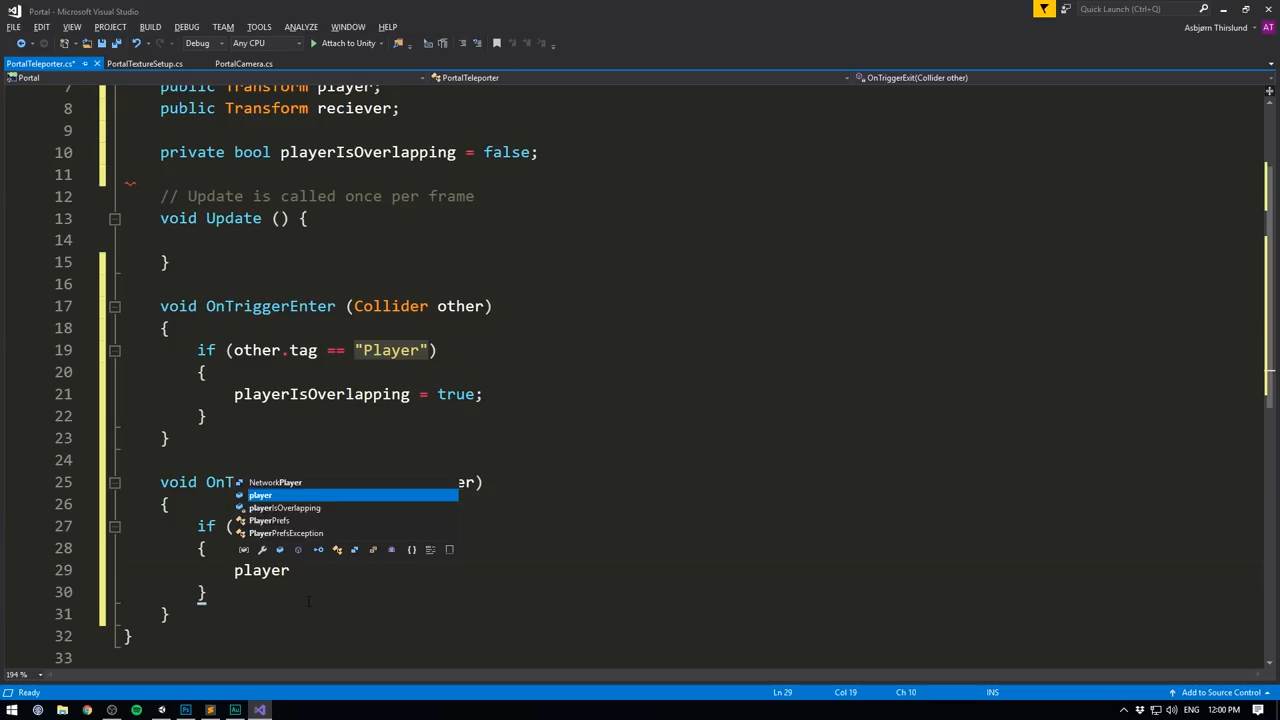 Portal - Microsoft Visual Studio
Quick Launch (Ctrl+Q)
FILE EDIT VIEW PROJECT BUILD DEBUG TEAM TOOLS ANALYZE WINDOW HELP
Asbjørn Thirslund AT
Debug Any CPU Attach to Unity
PortalTeleporter.cs* PortalTextureSetup.cs PortalCamera.cs
Portal PortalTeleporter OnTriggerExit(Collider other)
7 public Transform player;
8 public Transform reciever;
9
10 private bool playerIsOverlapping = false;
11
12 // Update is called once per frame
13 void Update () {
14
15 }
16
17 void OnTriggerEnter (Collider other)
18 {
19 if (other.tag == "Player")
20 {
21 playerIsOverlapping = true;
22 }
23 }
24
25 void OnT er)
NetworkPlayer
player
playerIsOverlapping
PlayerPrefs
PlayerPrefsException
26 {
27 if (
28 {
29 player
30 }
31 }
32 }
33
194 %
Ready Ln 29 Col 19 Ch 10 INS Add to Source Control
ENG 12:00 PM